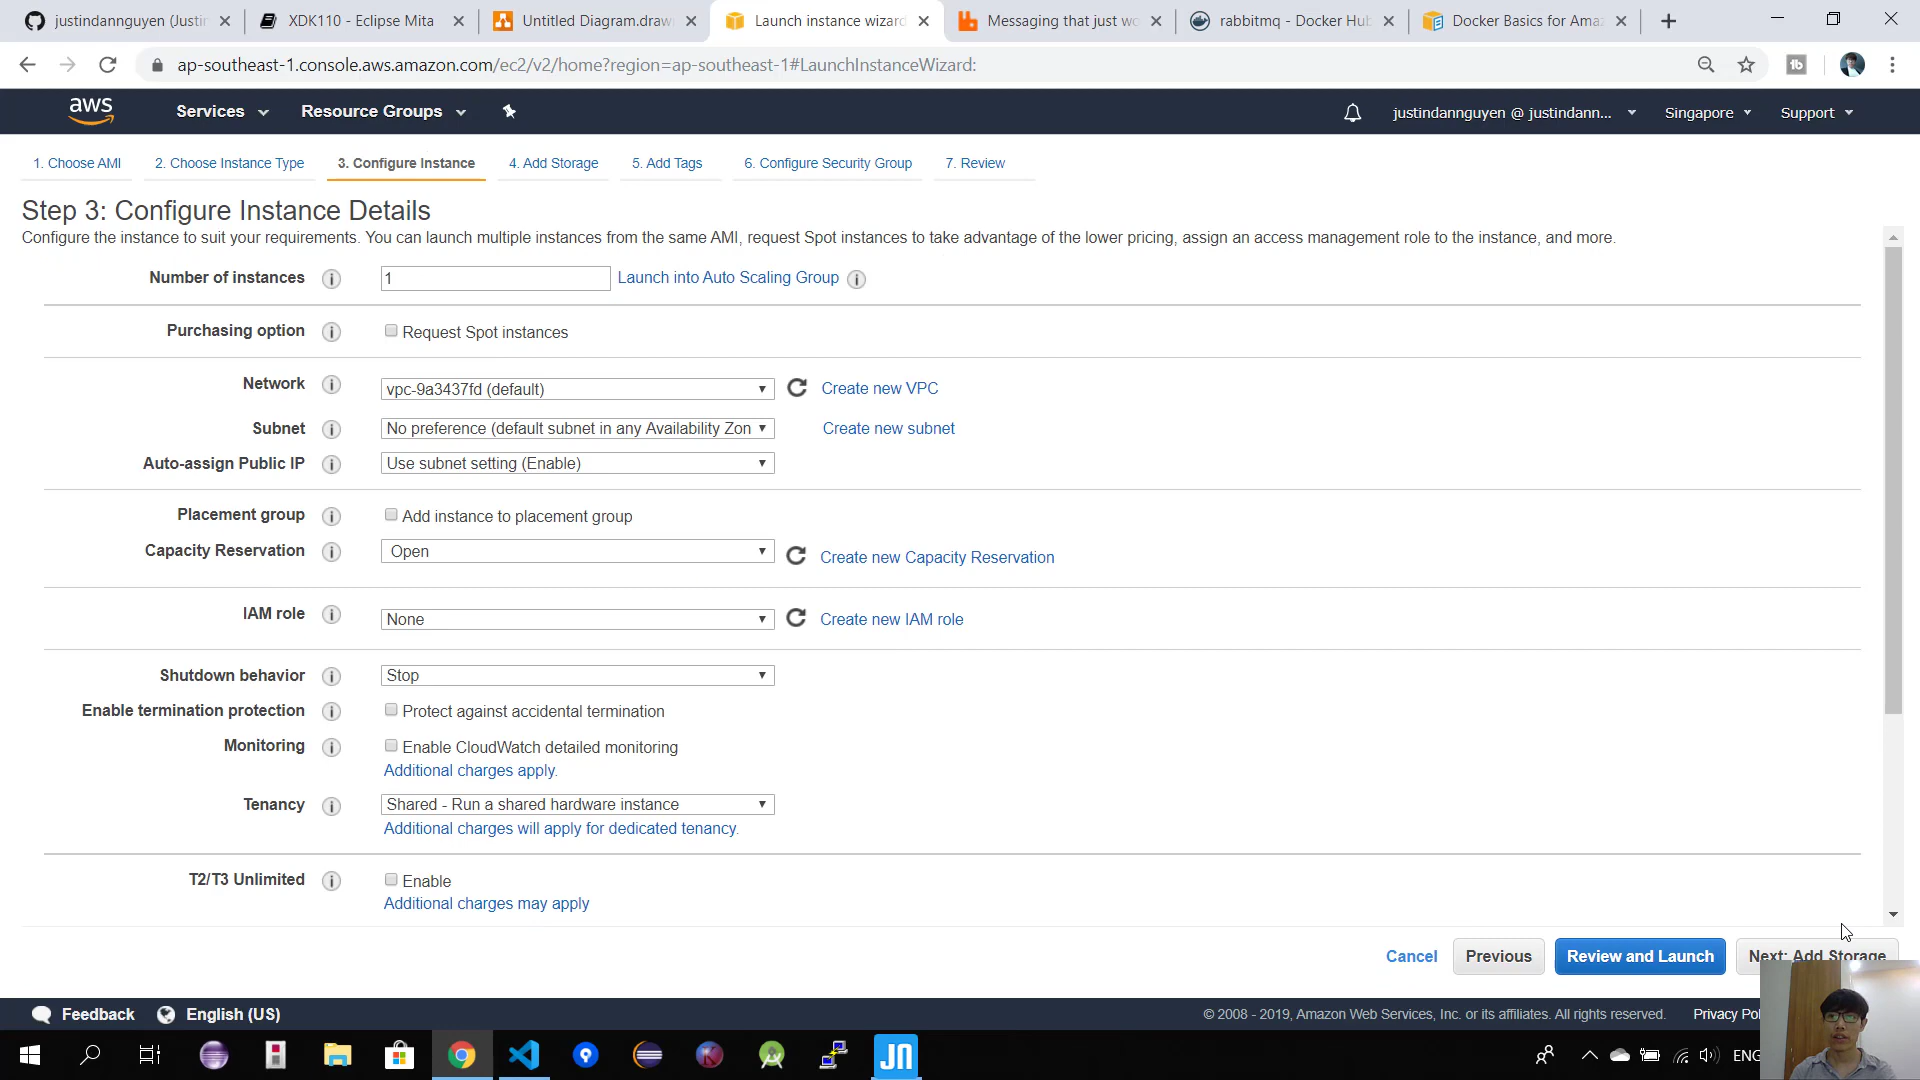 justindannguyen (Justin
XDK110 - Eclipse Mita
Untitled Diagram.draw
Launch instance wizard
Messaging that just wo
rabbitmq - Docker Hub
Docker Basics for Amaz
ap-southeast-1.console.aws.amazon.com/ec2/v2/home?region=ap-southeast-1#LaunchInstanceWizard:
aws
Services
Resource Groups
justindannguyen @ justindann...
Singapore
Support
1. Choose AMI
2. Choose Instance Type
3. Configure Instance
4. Add Storage
5. Add Tags
6. Configure Security Group
7. Review
Step 3: Configure Instance Details
Configure the instance to suit your requirements. You can launch multiple instances from the same AMI, request Spot instances to take advantage of the lower pricing, assign an access management role to the instance, and more.
Number of instances
1
Launch into Auto Scaling Group
Purchasing option
Request Spot instances
Network
vpc-9a3437fd (default)
Create new VPC
Subnet
No preference (default subnet in any Availability Zon
Create new subnet
Auto-assign Public IP
Use subnet setting (Enable)
Placement group
Add instance to placement group
Capacity Reservation
Open
Create new Capacity Reservation
IAM role
None
Create new IAM role
Shutdown behavior
Stop
Enable termination protection
Protect against accidental termination
Monitoring
Enable CloudWatch detailed monitoring
Additional charges apply.
Tenancy
Shared - Run a shared hardware instance
Additional charges will apply for dedicated tenancy.
T2/T3 Unlimited
Enable
Additional charges may apply
Cancel
Previous
Review and Launch
Next: Add Storage
Feedback
English (US)
© 2008 - 2019, Amazon Web Services, Inc. or its affiliates. All rights reserved.
Privacy Pol
JN
ENG